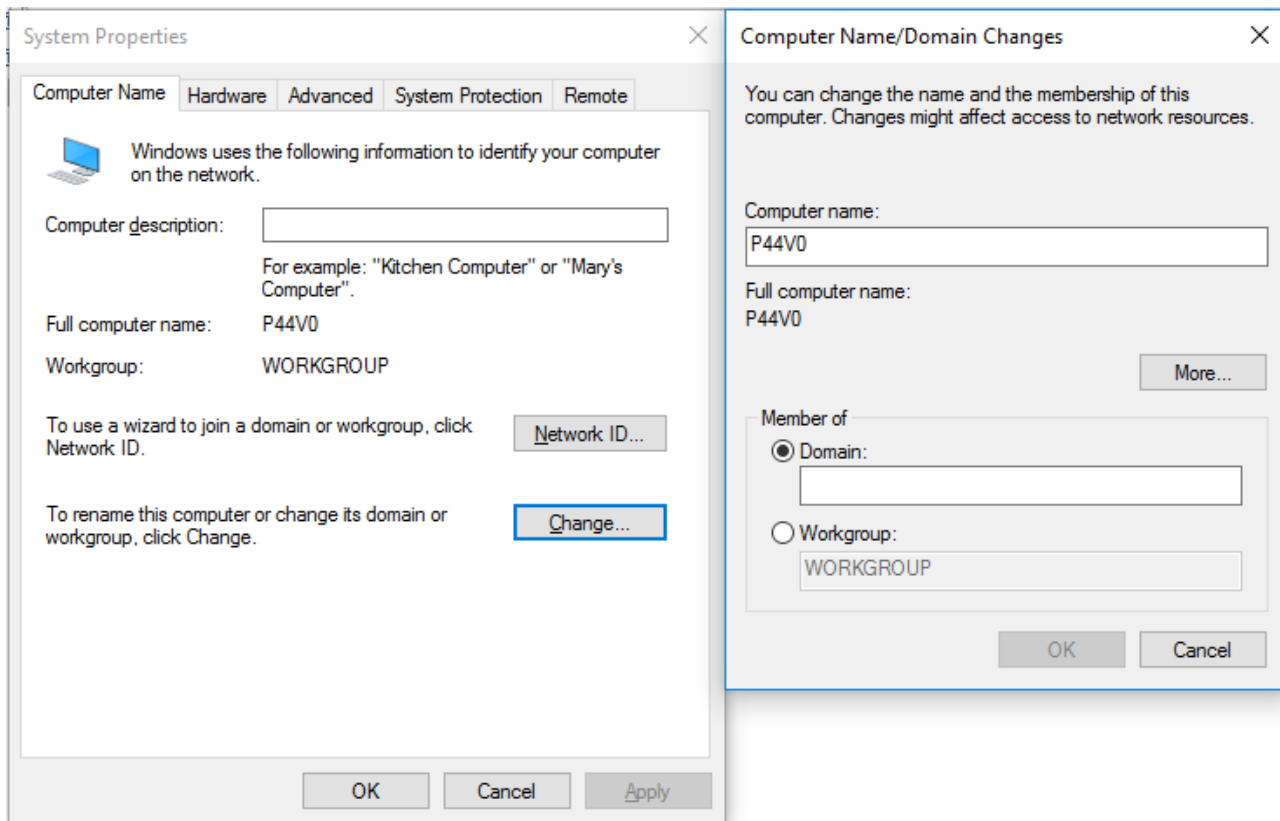 System Properties
Computer Name
Hardware
Advanced
System Protection
Remote
Windows uses the following information to identify your computer
on the network.
Computer description:
For example: "Kitchen Computer" or "Mary's
Computer".
Full computer name:
P44V0
Workgroup:
WORKGROUP
To use a wizard to join a domain or workgroup, click
Network ID.
Network ID...
To rename this computer or change its domain or
workgroup, click Change.
Change...
OK
Cancel
Apply
Computer Name/Domain Changes
You can change the name and the membership of this
computer. Changes might affect access to network resources.
Computer name:
P44V0
Full computer name:
P44V0
More...
Member of
Domain:
Workgroup:
WORKGROUP
OK
Cancel